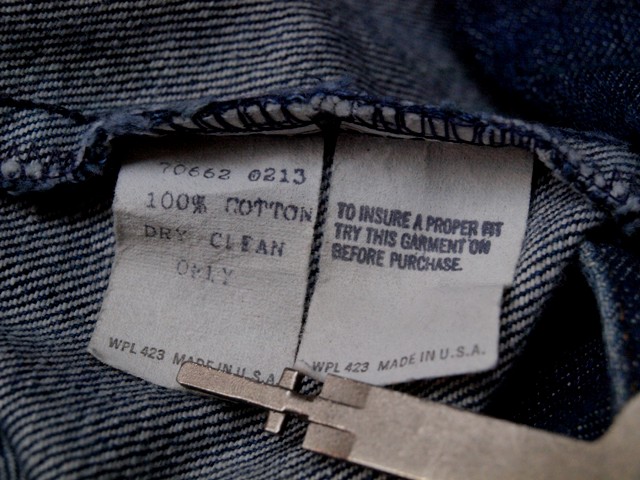 70662 0213
100% COTTON
DRY CLEAN
ONLY
WPL 423 MADE IN U.S.A.
TO INSURE A PROPER FIT
TRY THIS GARMENT ON
BEFORE PURCHASE.
WPL 423 MADE IN U.S.A.